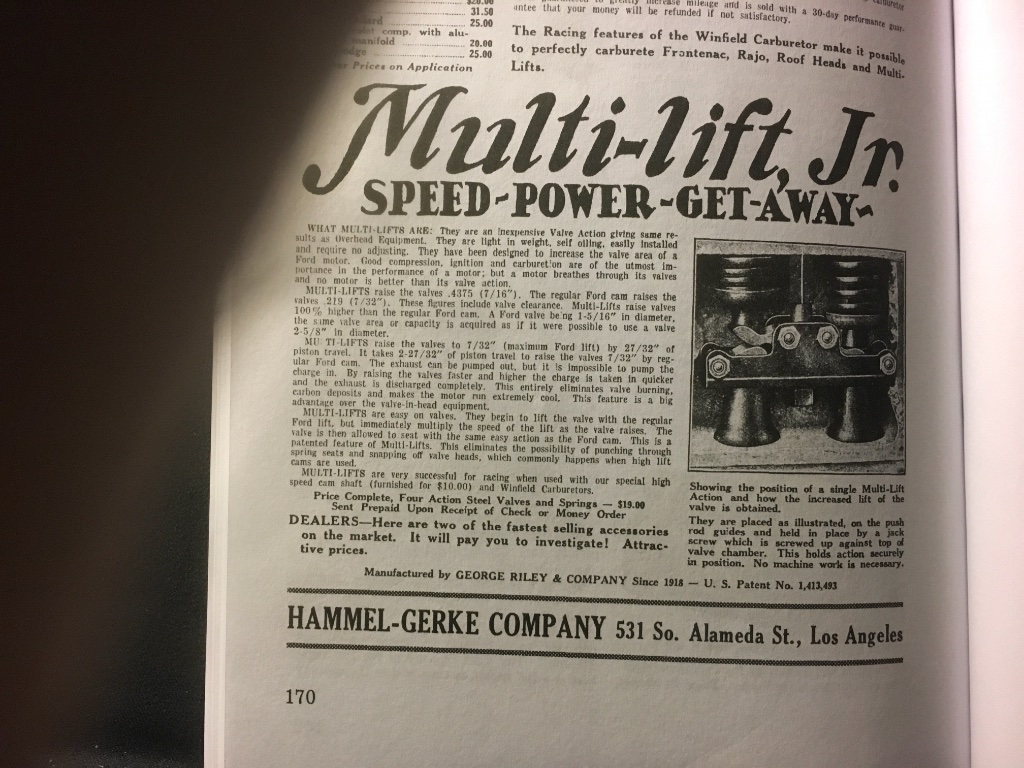 $20.00
31.50
25.00
comp. with alu-
manifold 20.00
25.00
Prices on Application
increase mileage and is sold with a 30-day performance guar-
antee that your money will be refunded if not satisfactory.
The Racing features of the Winfield Carburetor make it possible
to perfectly carburete Frontenac, Rajo, Roof Heads and Multi-
Lifts.
Multi-lift, Jr.
SPEED-POWER-GET-AWAY-
WHAT MULTI-LIFTS ARE: They are an inexpensive Valve Action giving same re-
sults as Overhead Equipment. They are light in weight, self oiling, easily installed
and require no adjusting. They have been designed to increase the valve area of a
Ford motor. Good compression, ignition and carburetion are of the utmost im-
portance in the performance of a motor; but a motor breathes through its valves
and no motor is better than its valve action.
MULTI-LIFTS raise the valves .4375 (7/16"). The regular Ford cam raises the
valves .219 (7/32"). These figures include valve clearance. Multi-Lifts raise valves
100% higher than the regular Ford cam. A Ford valve being 1-5/16" in diameter,
the same valve area or capacity is acquired as if it were possible to use a valve
2-5/8" in diameter.
MULTI-LIFTS raise the valves to 7/32" (maximum Ford lift) by 27/32" of
piston travel. It takes 2-27/32" of piston travel to raise the valves 7/32" by reg-
ular Ford cam. The exhaust can be pumped out, but it is impossible to pump the
charge in. By raising the valves faster and higher the charge is taken in quicker
and the exhaust is discharged completely. This entirely eliminates valve burning,
carbon deposits and makes the motor run extremely cool. This feature is a big
advantage over the valve-in-head equipment.
MULTI-LIFTS are easy on valves. They begin to lift the valve with the regular
Ford lift, but immediately multiply the speed of the lift as the valve raises. The
valve is then allowed to seat with the same easy action as the Ford cam. This is a
patented feature of Multi-Lifts. This eliminates the possibility of punching through
spring seats and snapping off valve heads, which commonly happens when high lift
cams are used.
MULTI-LIFTS are very successful for racing when used with our special high
speed cam shaft (furnished for $10.00) and Winfield Carburetors.
Price Complete, Four Action Steel Valves and Springs — $19.00
Sent Prepaid Upon Receipt of Check or Money Order
DEALERS—Here are two of the fastest selling accessories
on the market. It will pay you to investigate! Attrac-
tive prices.
Showing the position of a single Multi-Lift
Action and how the increased lift of the
valve is obtained.
They are placed as illustrated, on the push
rod guides and held in place by a jack
screw which is screwed up against top of
valve chamber. This holds action securely
in position. No machine work is necessary.
Manufactured by GEORGE RILEY & COMPANY Since 1918 — U. S. Patent No. 1,413,493
HAMMEL-GERKE COMPANY 531 So. Alameda St., Los Angeles
170